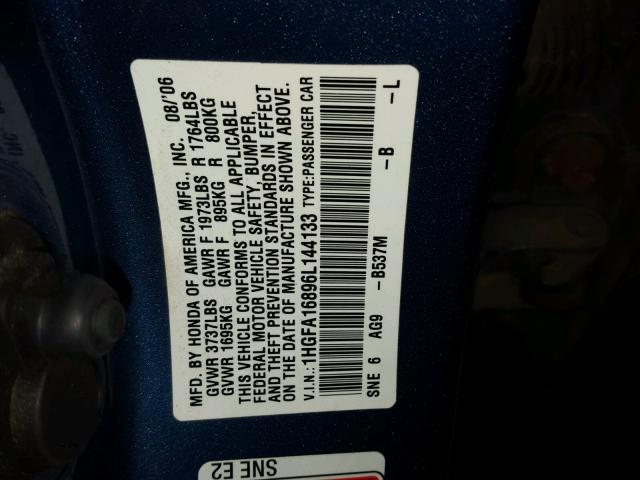 MFD. BY HONDA OF AMERICA MFG., INC. 08/'06
GVWR 3737LBS GAWR F 1973LBS R 1764LBS
GVWR 1695KG GAWR F 895KG R 800KG
THIS VEHICLE CONFORMS TO ALL APPLICABLE
FEDERAL MOTOR VEHICLE SAFETY, BUMPER,
AND THEFT PREVENTION STANDARDS IN EFFECT
ON THE DATE OF MANUFACTURE SHOWN ABOVE.
V.I.N.:1HGFA16896L144133 TYPE:PASSENGER CAR
SNE 6 AG9 -B537M -B -L
SNE E2